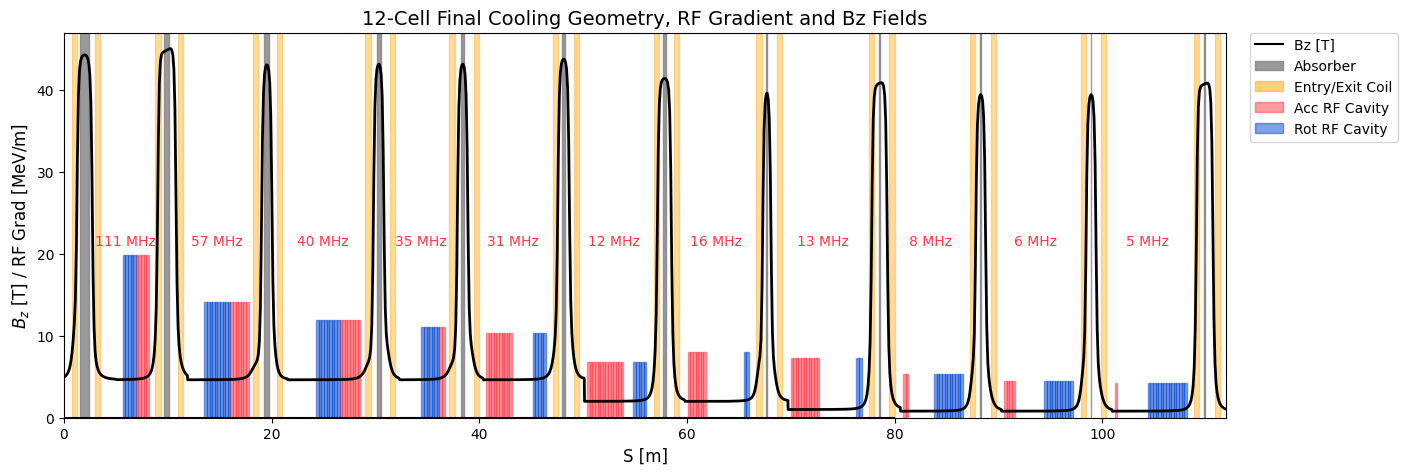 12-Cell Final Cooling Geometry, RF Gradient and Bz Fields
Bz [T]
Absorber
Entry/Exit Coil
Acc RF Cavity
Rot RF Cavity
B_z [T] / RF Grad [MeV/m]
40
30
20
10
0
111 MHz
57 MHz
40 MHz
35 MHz
31 MHz
12 MHz
16 MHz
13 MHz
8 MHz
6 MHz
5 MHz
0
20
40
60
80
100
S [m]